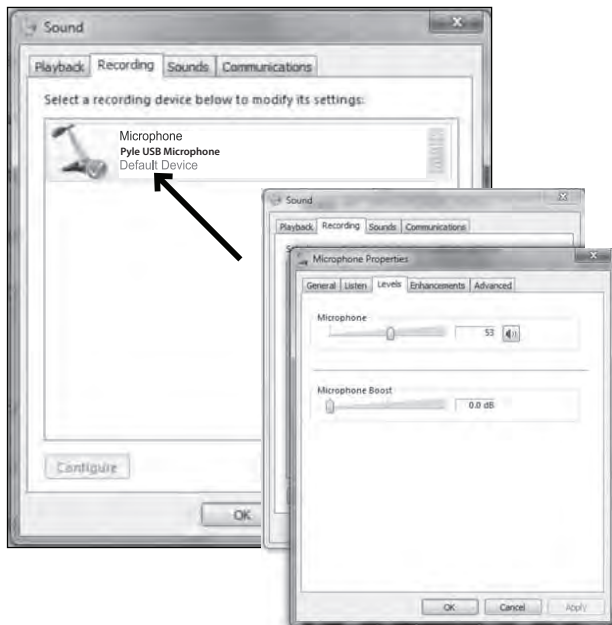 Sound
Playback Recording Sounds Communications
Select a recording device below to modify its settings:
Microphone
Pyle USB Microphone
Default Device
Configure
OK
Sound
Playback Recording Sounds Communications
Microphone Properties
General Listen Levels Enhancements Advanced
Microphone
53
Microphone Boost
0.0 dB
OK Cancel Apply